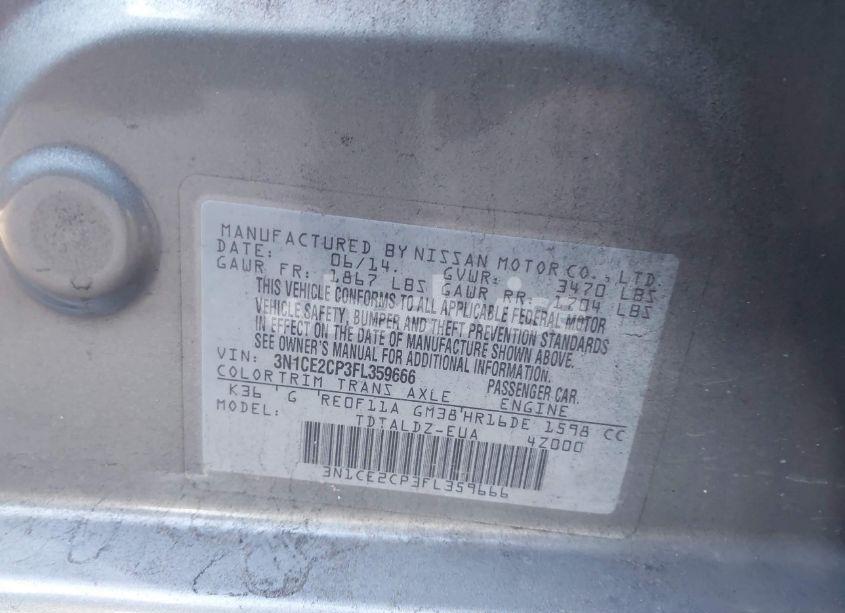 MANUFACTURED BY NISSAN MOTOR CO., LTD.
DATE: 06/14. GVWR: 3470 LBS
GAWR FR: 1867 LBS GAWR RR: 1704 LBS
THIS VEHICLE CONFORMS TO ALL APPLICABLE FEDERAL MOTOR
VEHICLE SAFETY, BUMPER AND THEFT PREVENTION STANDARDS
IN EFFECT ON THE DATE OF MANUFACTURE SHOWN ABOVE.
SEE OWNER'S MANUAL FOR ADDITIONAL INFORMATION.
VIN: 3N1CE2CP3FL359666 PASSENGER CAR.
COLOR TRIM TRANS AXLE ENGINE
K36 'G 'RE0F11A GM38'HR16DE 1598 CC
MODEL: TDTALDZ-EUA 4Z000
3N1CE2CP3FL359666